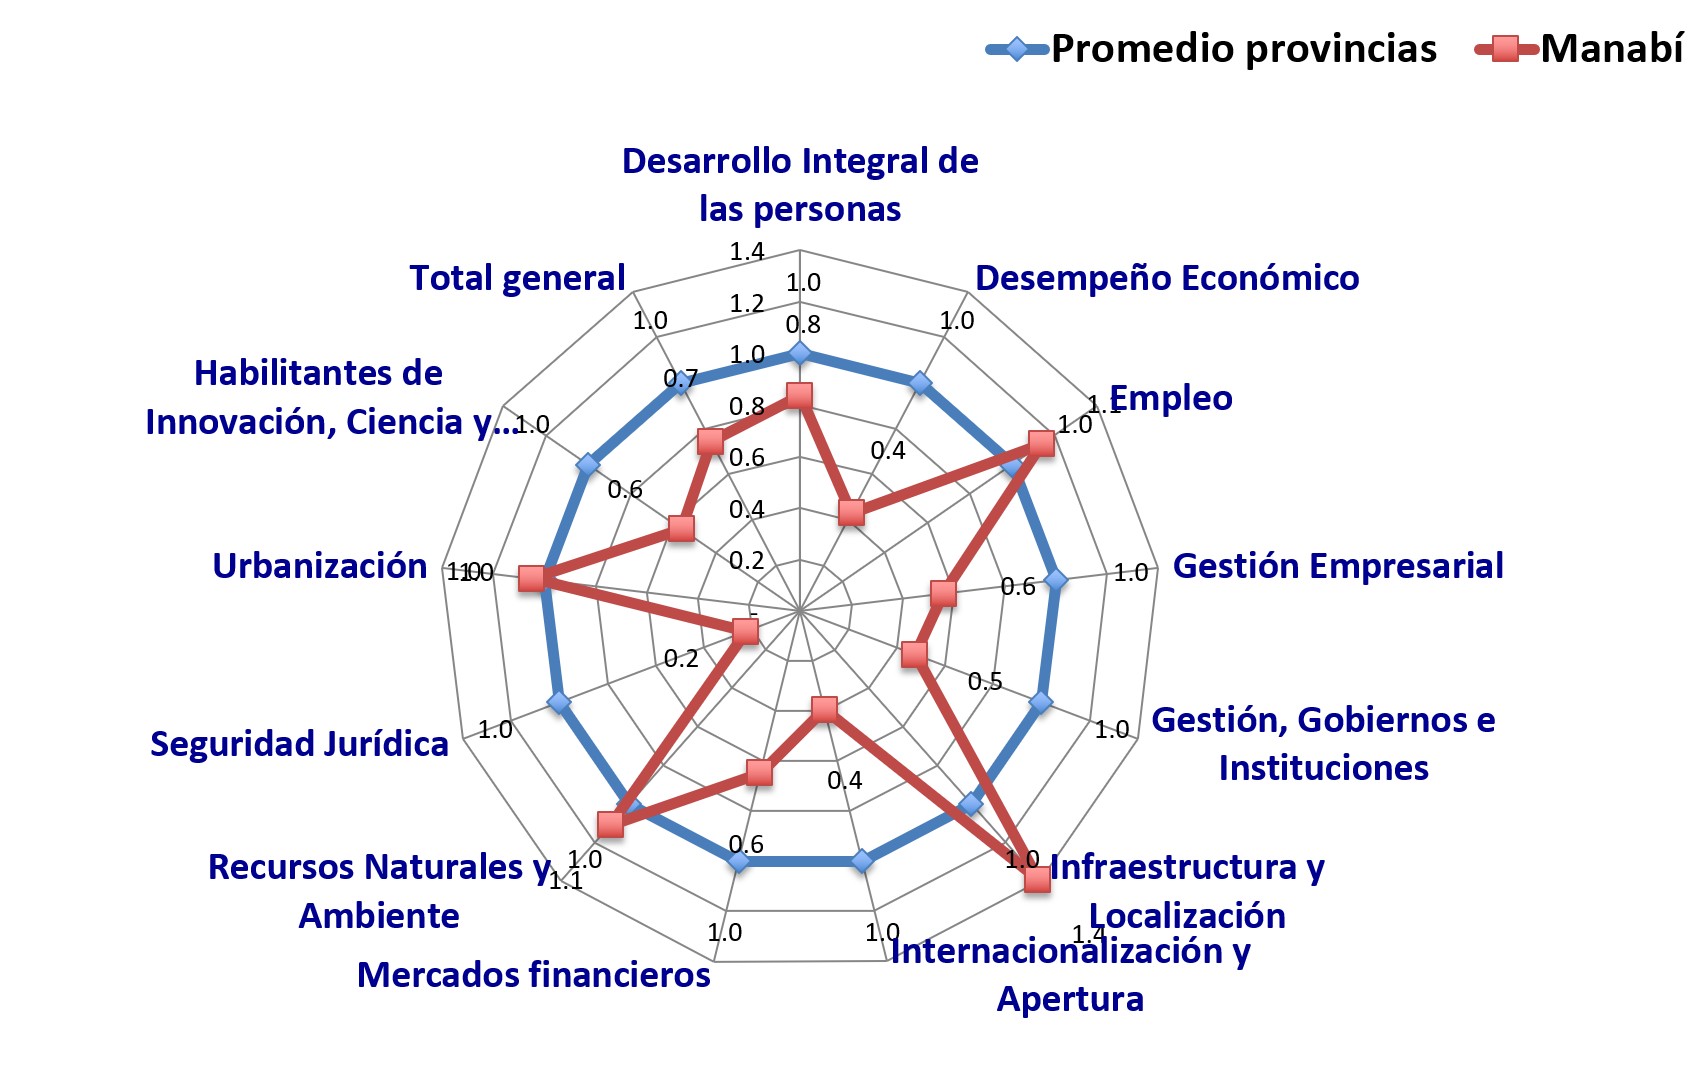 Promedio provincias
Manabí
Desarrollo Integral de
las personas
1.4
1.0
Total general
Desempeño Económico
1.2
1.0
0.8
1.0
Habilitantes de
Innovación, Ciencia y...
1.0
1.0
0.7
0.8
Empleo
1.1
1.0
0.6
0.4
0.6
0.4
0.2
Urbanización
1.0
1.0
Gestión Empresarial
1.0
0.6
-
0.2
0.5
Seguridad Jurídica
1.0
Gestión, Gobiernos e
Instituciones
1.0
0.4
0.6
Recursos Naturales y
Ambiente
1.0
1.1
1.0
Infraestructura y
Localización
1.4
Mercados financieros
1.0
1.0
Internacionalización y
Apertura